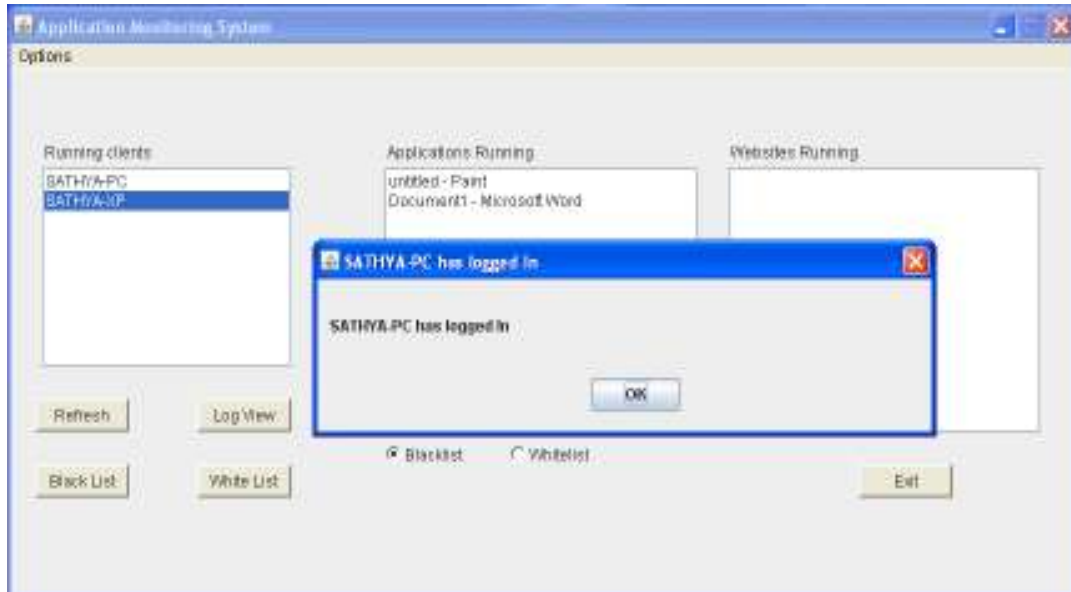 Application Monitoring System
Options
Running clients
Applications Running
Websites Running
SATHYA-PC
SATHYA-XP
untitled - Paint
Document1 - Microsoft Word
SATHYA-PC has logged In
SATHYA-PC has logged In
OK
Refresh
Log View
Blacklist
Whitelist
Black List
White List
Exit